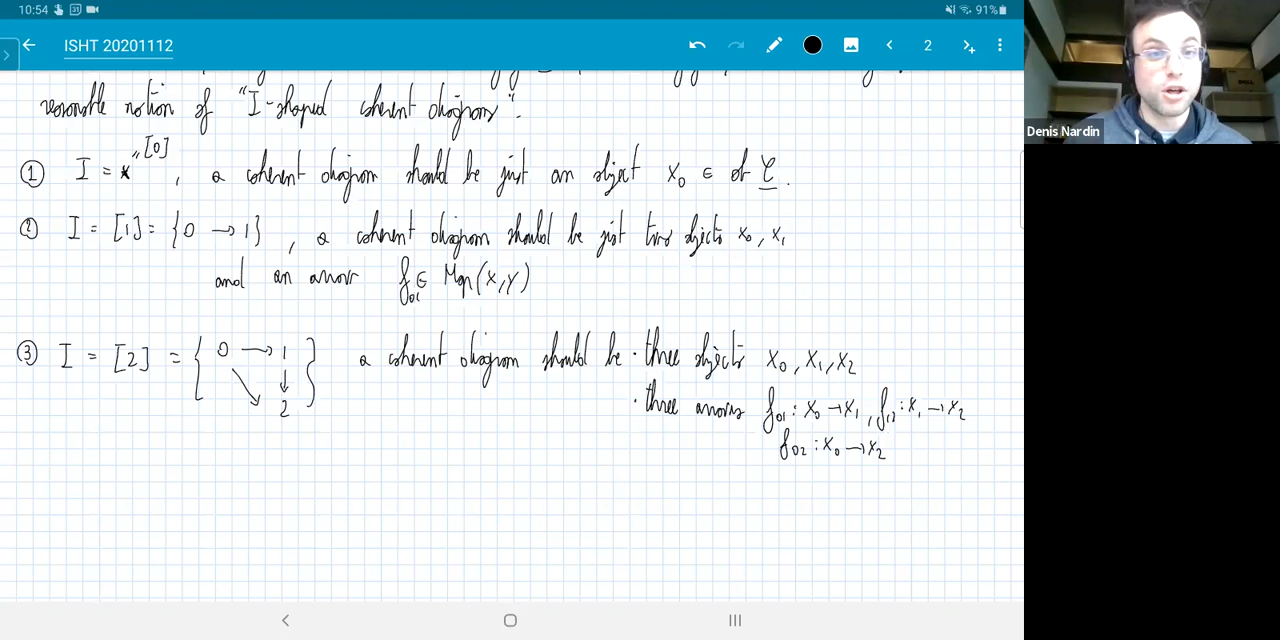 10:54 31 91%
ISHT 20201112 2
reasonable notion of "I-shaped coherent diagrams".
① I = * "[0] , a coherent diagram should be just an object X₀ ∈ ob C.
② I = [1] = {0 → 1} , a coherent diagram should be just two objects X₀, X₁
and an arrow f₀₁ ∈ Map(X,Y)
③ I = [2] = { 0 → 1 ↓ 2 } a coherent diagram should be · three objects X₀, X₁, X₂
· three arrows f₀₁ : X₀ → X₁ , f₁₂ : X₁ → X₂
f₀₂ : X₀ → X₂
Denis Nardin
DELL